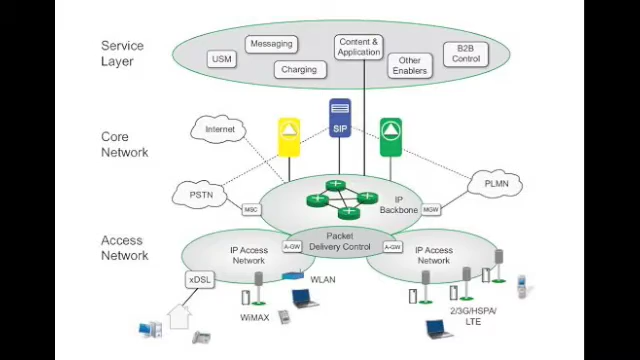 Service
Layer
USM
Messaging
Charging
Content &
Application
Other
Enablers
B2B
Control
Core
Network
Internet
SIP
PSTN
PLMN
MSC
IP
Backbone
MGW
Access
Network
IP Access
Network
A-GW
Packet
Delivery Control
A-GW
IP Access
Network
xDSL
WLAN
WiMAX
2/3G/HSPA/
LTE